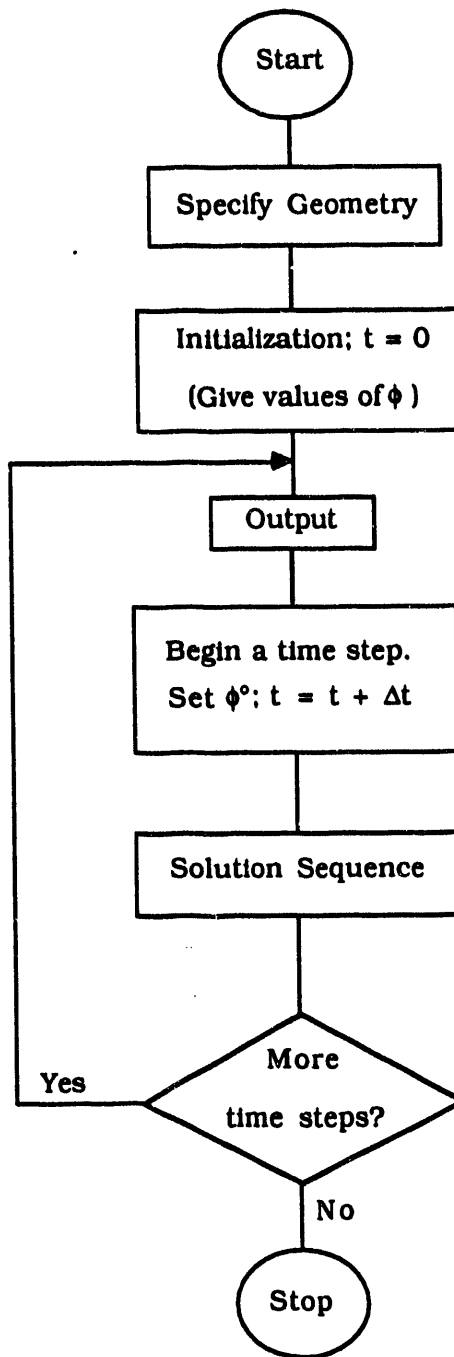 Start
Specify Geometry
Initialization; t = 0
(Give values of ϕ )
Output
Begin a time step.
Set ϕ°; t = t + Δt
Solution Sequence
More
time steps?
Yes
No
Stop